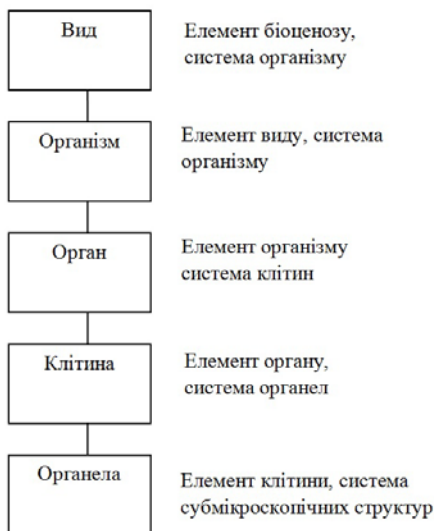 Вид
Елемент біоценозу,
система організму
Організм
Елемент виду, система
організму
Орган
Елемент організму
система клітин
Клітина
Елемент органу,
система органел
Органела
Елемент клітини, система
субмікроскопічних структур